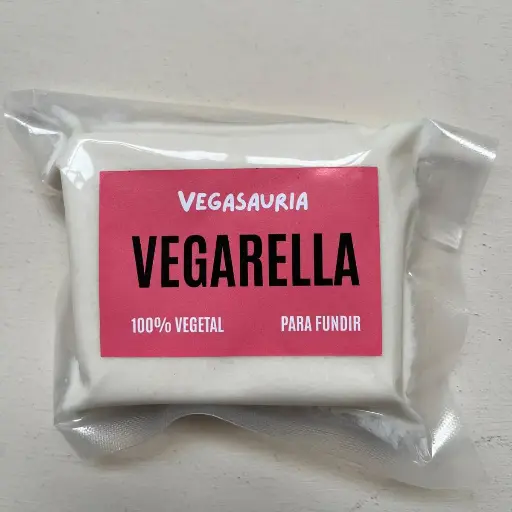 VEGASAURIA
VEGARELLA
100% VEGETAL PARA FUNDIR